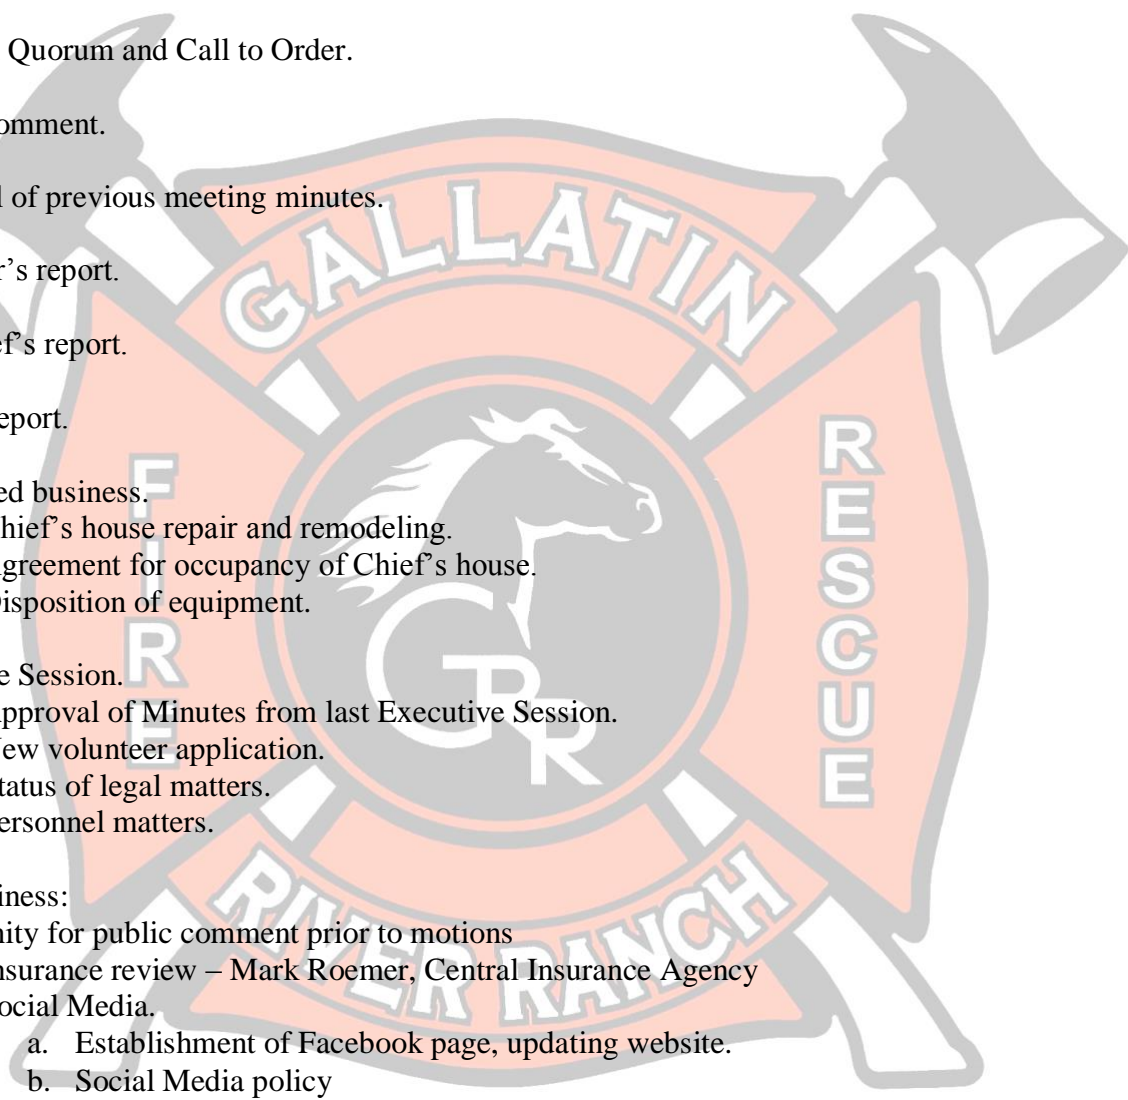 Quorum and Call to Order.
omment.
l of previous meeting minutes.
r’s report.
ef’s report.
eport.
ed business.
hief’s house repair and remodeling.
greement for occupancy of Chief’s house.
isposition of equipment.
e Session.
pproval of Minutes from last Executive Session.
ew volunteer application.
tatus of legal matters.
ersonnel matters.
iness:
nity for public comment prior to motions
nsurance review – Mark Roemer, Central Insurance Agency
ocial Media.
a. Establishment of Facebook page, updating website.
b. Social Media policy
GALLATIN
FIRE
RESCUE
GRR
RIVER RANCH